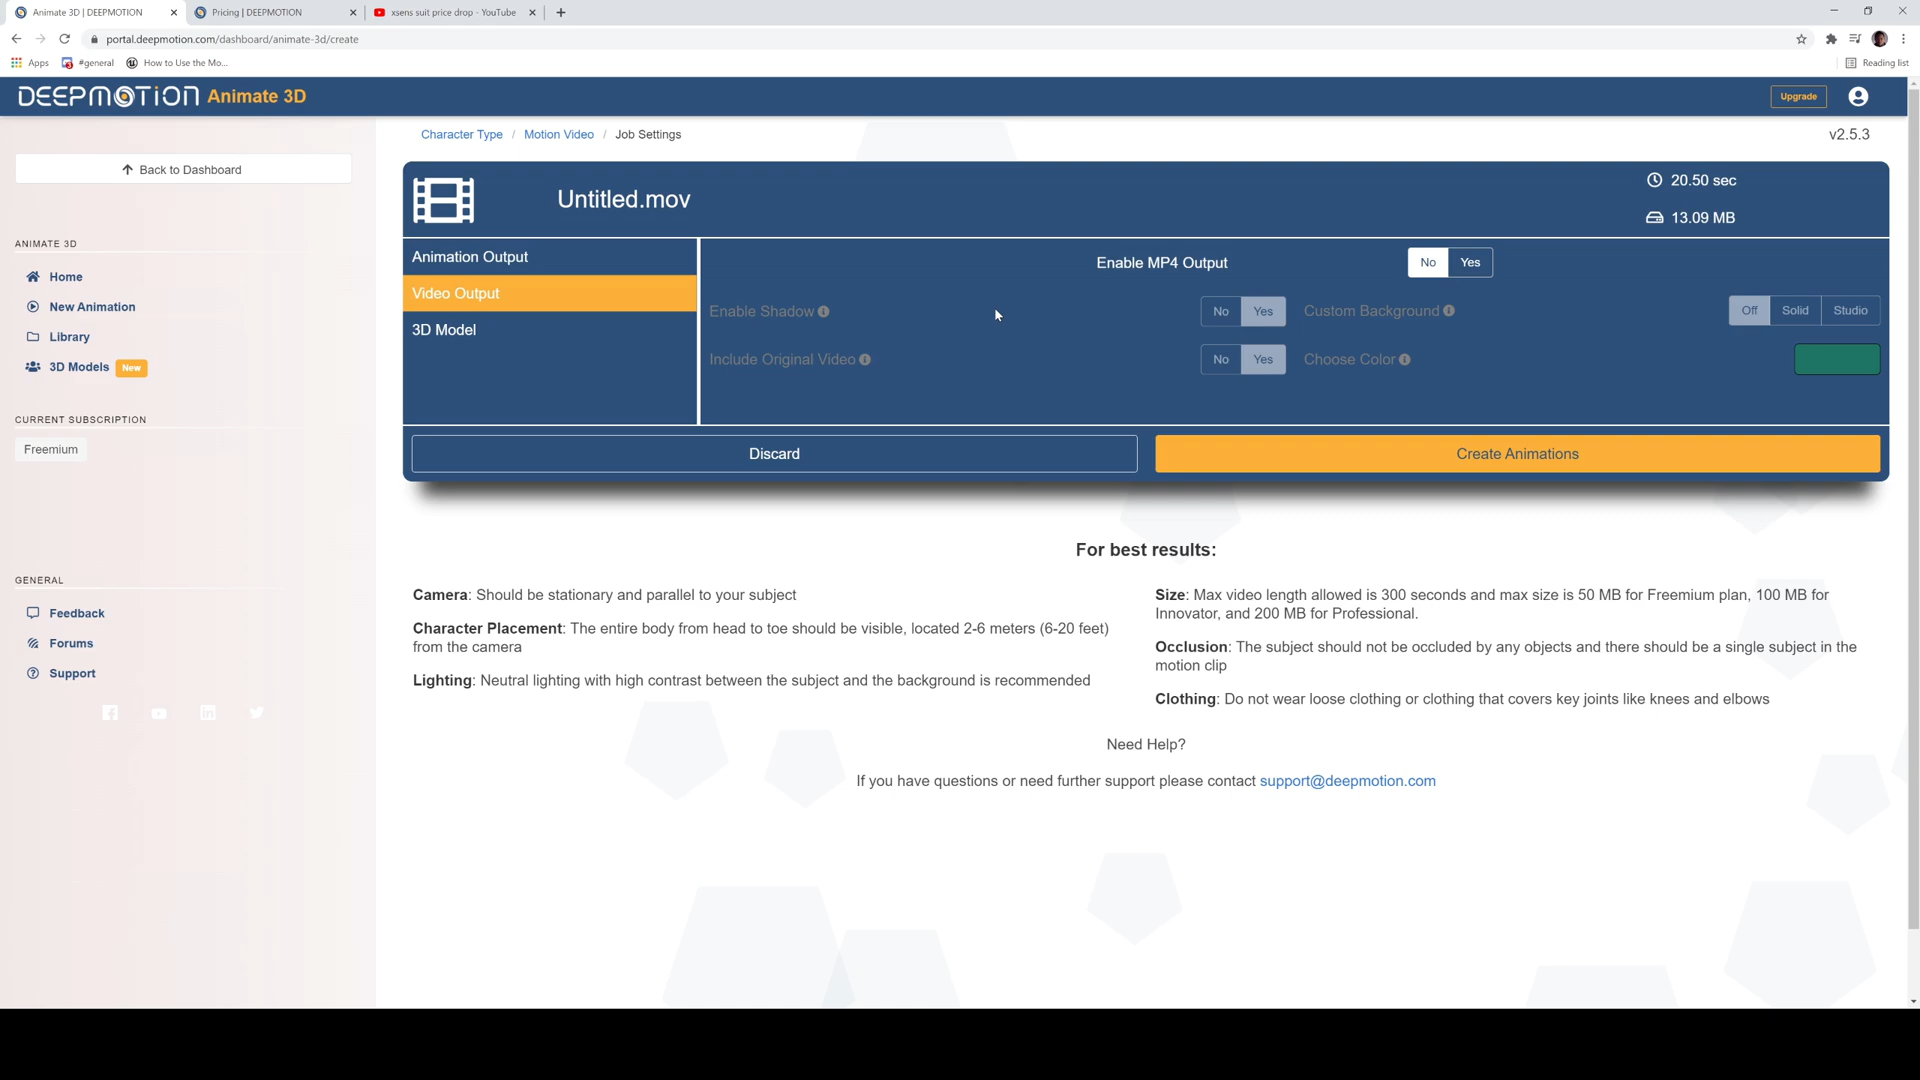 Animate 3D | DEEPMOTION
Pricing | DEEPMOTION
xsens suit price drop - YouTube
portal.deepmotion.com/dashboard/animate-3d/create
Apps
#general
How to Use the Mo...
Reading list
DEEPMOTION Animate 3D
Upgrade
Character Type / Motion Video / Job Settings
v2.5.3
Back to Dashboard
Untitled.mov
20.50 sec
13.09 MB
ANIMATE 3D
Home
New Animation
Library
3D Models New
CURRENT SUBSCRIPTION
Freemium
GENERAL
Feedback
Forums
Support
Animation Output
Video Output
3D Model
Enable MP4 Output No Yes
Enable Shadow No Yes
Custom Background Off Solid Studio
Include Original Video No Yes
Choose Color
Discard
Create Animations
For best results:
Camera: Should be stationary and parallel to your subject
Character Placement: The entire body from head to toe should be visible, located 2-6 meters (6-20 feet)
from the camera
Lighting: Neutral lighting with high contrast between the subject and the background is recommended
Size: Max video length allowed is 300 seconds and max size is 50 MB for Freemium plan, 100 MB for
Innovator, and 200 MB for Professional.
Occlusion: The subject should not be occluded by any objects and there should be a single subject in the
motion clip
Clothing: Do not wear loose clothing or clothing that covers key joints like knees and elbows
Need Help?
If you have questions or need further support please contact support@deepmotion.com